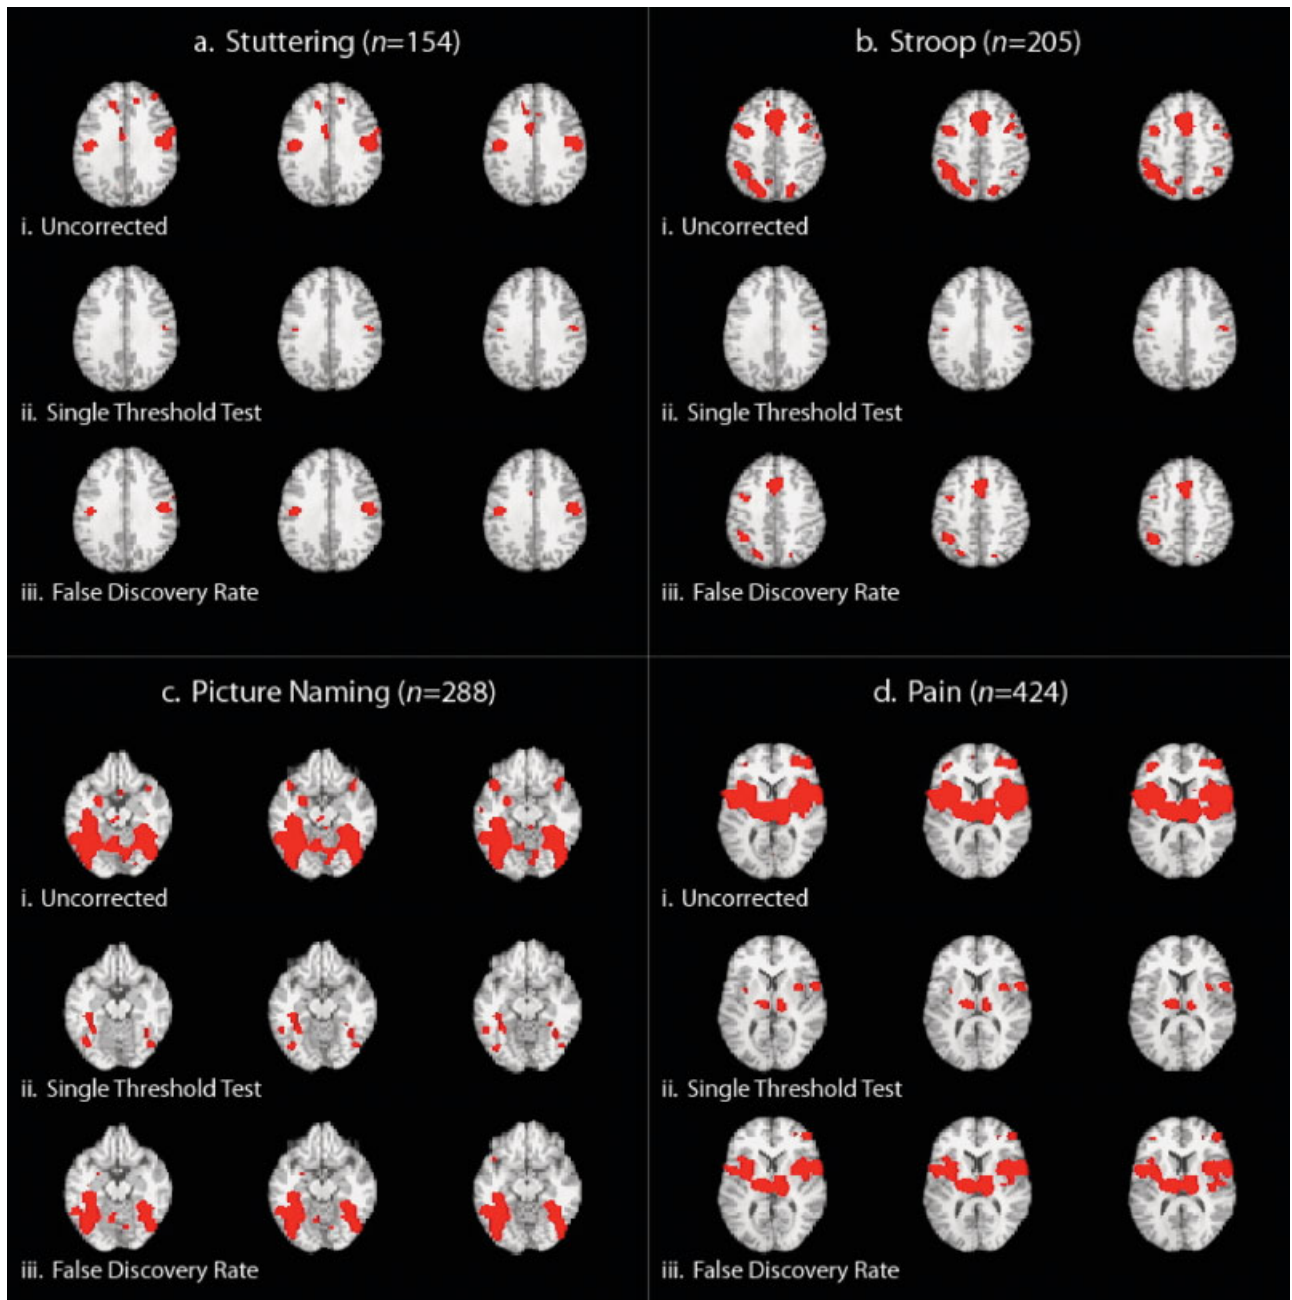 a. Stuttering (n=154)
i. Uncorrected
ii. Single Threshold Test
iii. False Discovery Rate
b. Stroop (n=205)
i. Uncorrected
ii. Single Threshold Test
iii. False Discovery Rate
c. Picture Naming (n=288)
i. Uncorrected
ii. Single Threshold Test
iii. False Discovery Rate
d. Pain (n=424)
i. Uncorrected
ii. Single Threshold Test
iii. False Discovery Rate